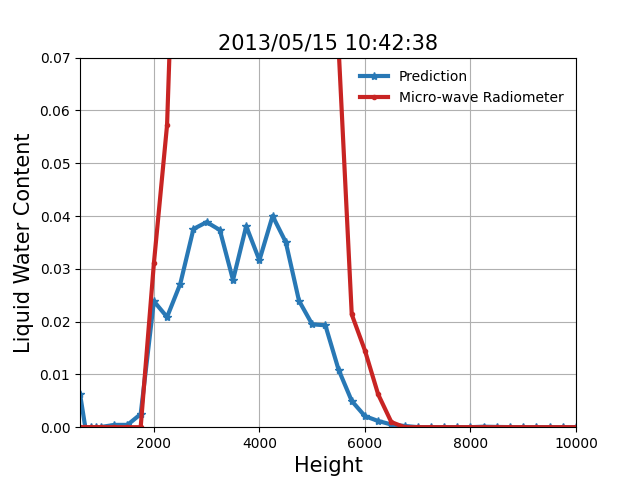 2013/05/15 10:42:38
0.07
0.06
0.05
0.04
0.03
0.02
0.01
0.00
Liquid Water Content
Prediction
Micro-wave Radiometer
2000 4000 6000 8000 10000
Height